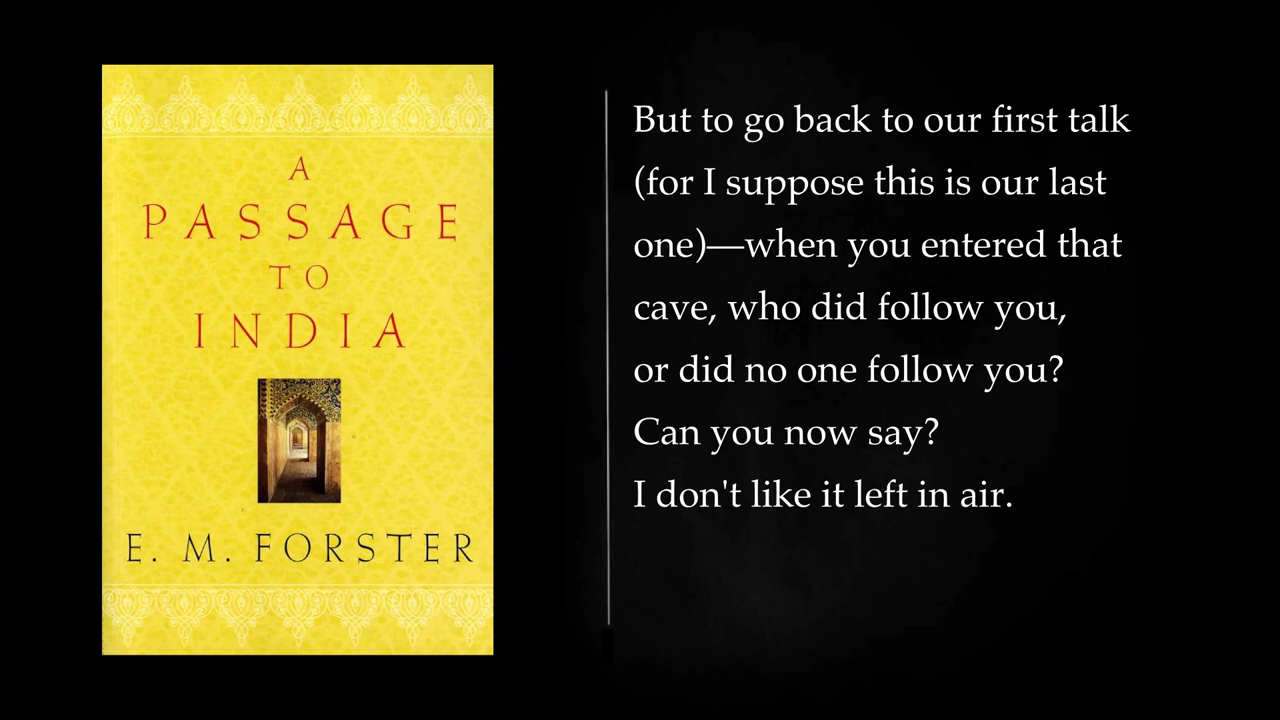 A
PASSAGE
TO
INDIA
E. M. FORSTER
But to go back to our first talk
(for I suppose this is our last
one)—when you entered that
cave, who did follow you,
or did no one follow you?
Can you now say?
I don't like it left in air.